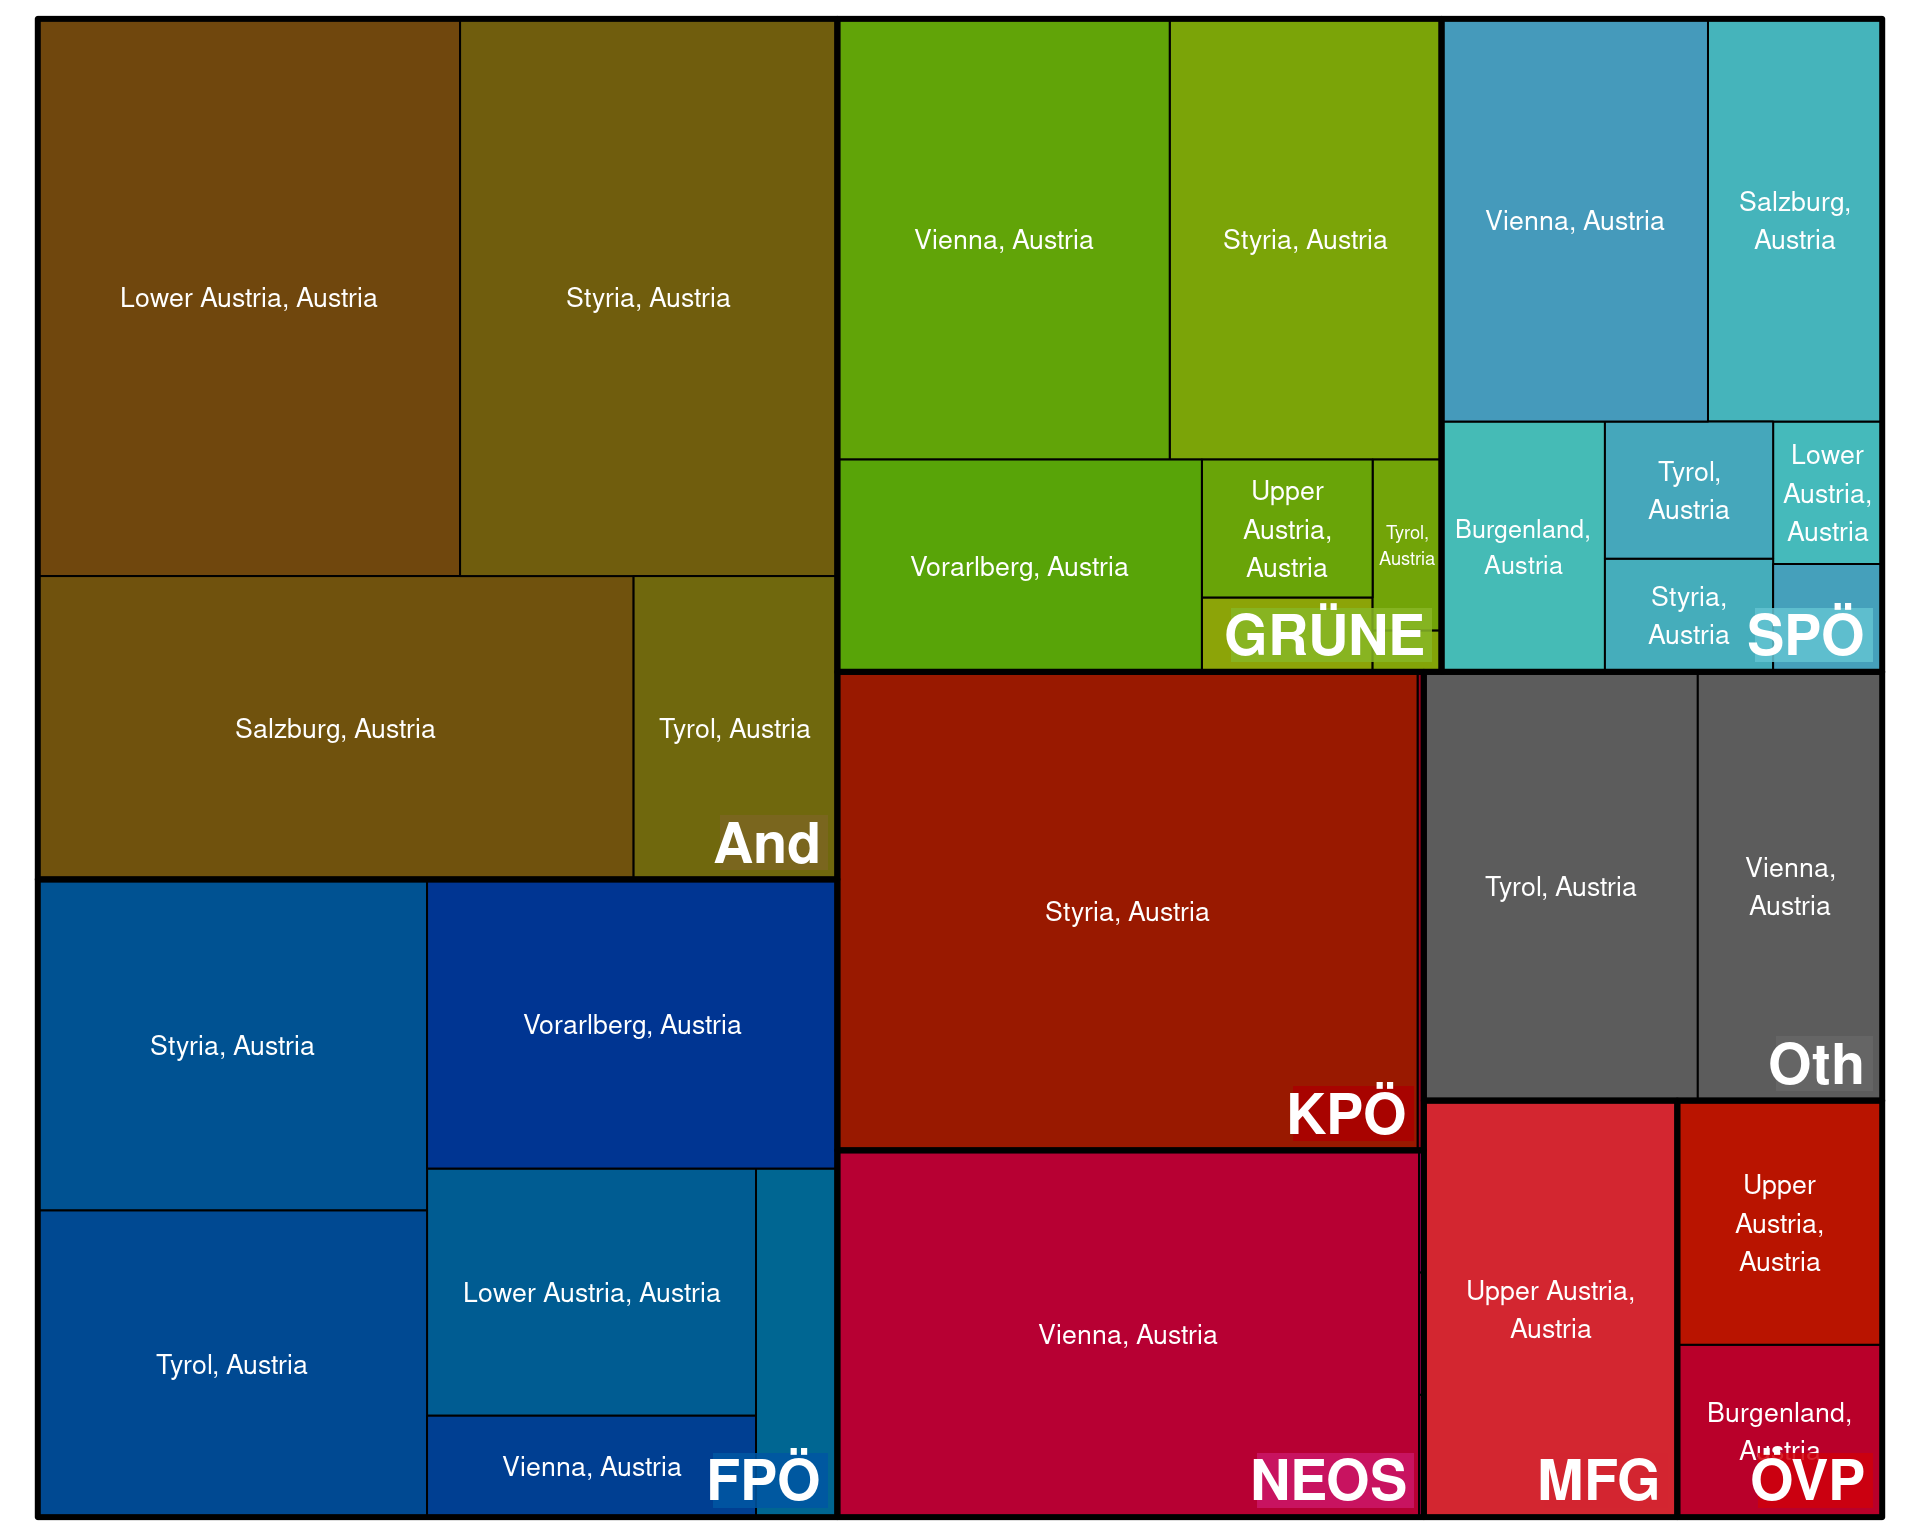 Lower Austria, Austria
Styria, Austria
Salzburg, Austria
Tyrol, Austria
And
Styria, Austria
Vorarlberg, Austria
Tyrol, Austria
Lower Austria, Austria
Vienna, Austria
FPÖ
Vienna, Austria
Styria, Austria
Vorarlberg, Austria
Upper
Austria,
Austria
Tyrol,
Austria
GRÜNE
Vienna, Austria
Salzburg,
Austria
Burgenland,
Austria
Tyrol,
Austria
Lower
Austria,
Austria
Styria,
Austria
SPÖ
Styria, Austria
KPÖ
Vienna, Austria
NEOS
Tyrol, Austria
Vienna,
Austria
Oth
Upper Austria,
Austria
MFG
Upper
Austria,
Austria
Burgenland,
Austria
ÖVP